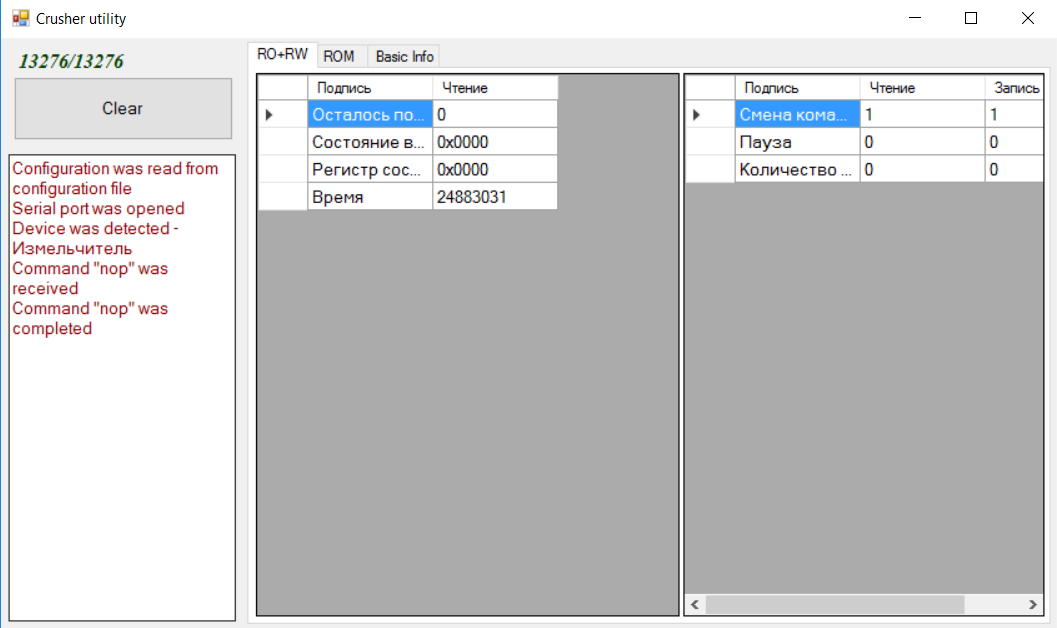 Crusher utility
13276/13276
Clear
Configuration was read from
configuration file
Serial port was opened
Device was detected -
Измельчитель
Command "nop" was
received
Command "nop" was
completed
RO+RW ROM Basic Info
Подпись Чтение
Осталось по... 0
Состояние в... 0x0000
Регистр сос... 0x0000
Время 24883031
Подпись Чтение Запись
Смена кома... 1 1
Пауза 0 0
Количество ... 0 0